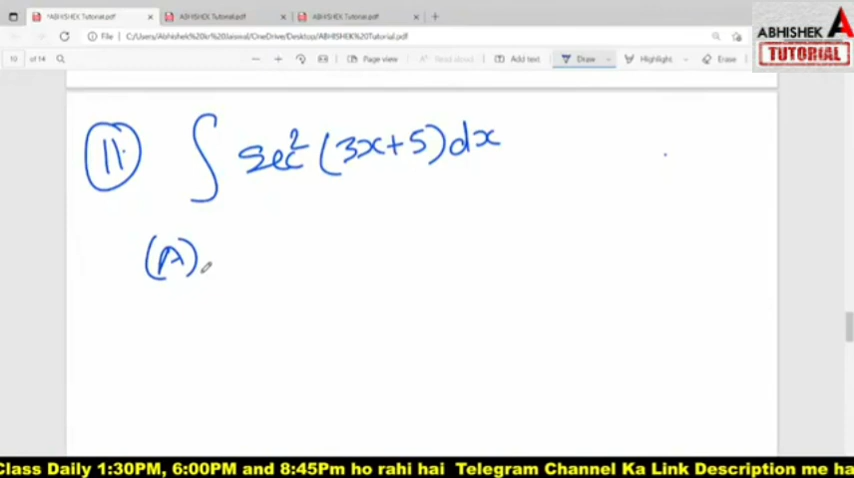 *ABHISHEK Tutorial.pdf
ABHISHEK Tutorial.pdf
ABHISHEK Tutorial.pdf
File
C:/Users/Abhishek%20kr%20Jaiswal/OneDrive/Desktop/ABHISHEK%20Tutorial.pdf
10 of 14
Page view
Read aloud
Add text
Draw
Highlight
Erase
ABHISHEK A
TUTORIAL
11. ∫ sec² (3x+5) dx
(A)
Class Daily 1:30PM, 6:00PM and 8:45Pm ho rahi hai Telegram Channel Ka Link Description me ha